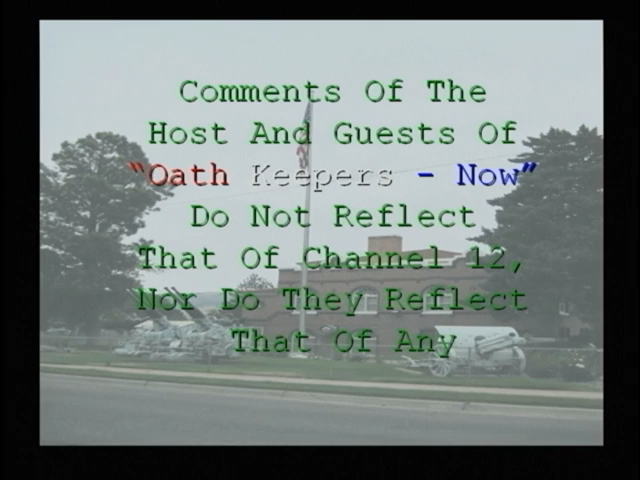 Comments Of The
Host And Guests Of
"Oath Keepers - Now"
Do Not Reflect
That Of Channel 12,
Nor Do They Reflect
That Of Any